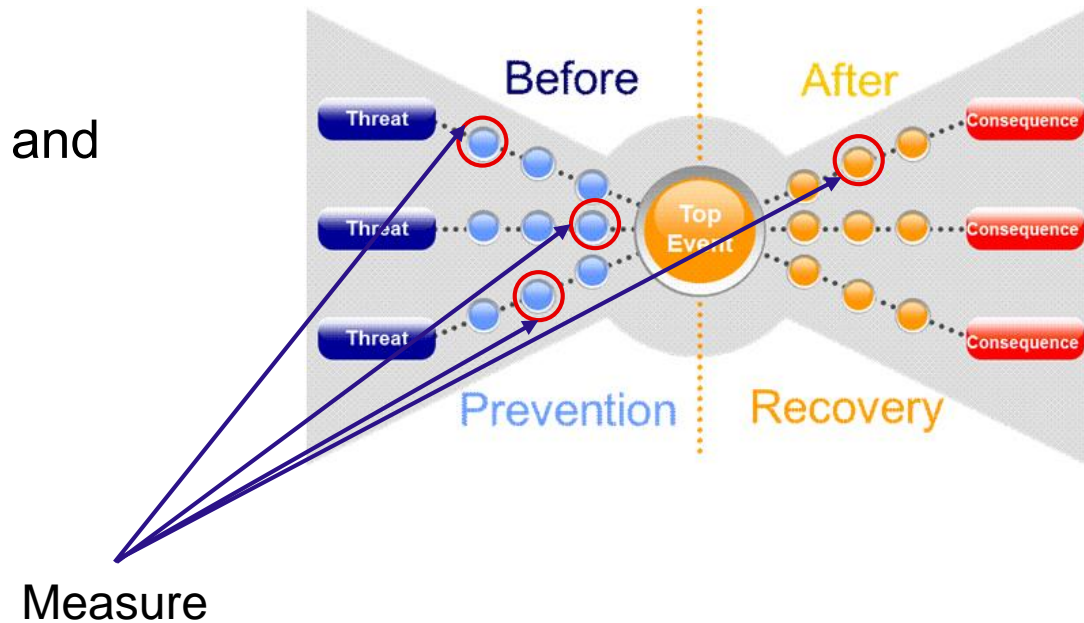 Before
After
and
Threat
Consequence
Threat
Top
Event
Consequence
Threat
Consequence
Prevention
Recovery
Measure